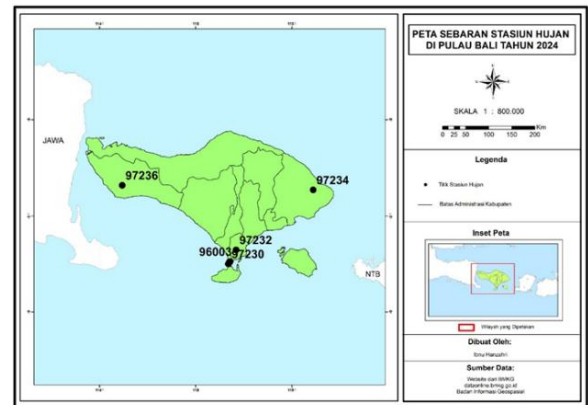 JAWA
97236
97234
97232
97230
NTB
PETA SEBARAN STASIUN HUJAN
DI PULAU BALI TAHUN 2024
SKALA 1 : 800.000
0 25 50 100 150 200
Km
Legenda
Titik Stasiun Hujan
Batas Administrasi Kabupaten
Inset Peta
Wilayah yang Dipetakan
Dibuat Oleh:
Sumber Data:
Website dan BMKG
dataonline.bmkg.go.id
Badan Informasi Geospasial